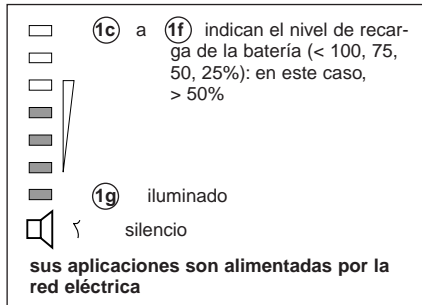 1c a 1f indican el nivel de recar-
ga de la batería (< 100, 75,
50, 25%): en este caso,
> 50%
1g iluminado
silencio
sus aplicaciones son alimentadas por la
red eléctrica